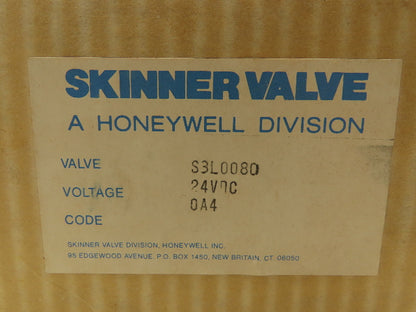 SKINNER VALVE
A HONEYWELL DIVISION
VALVE S3L0080
VOLTAGE 24VDC
CODE 0A4
SKINNER VALVE DIVISION, HONEYWELL INC.
95 EDGEWOOD AVENUE, P.O. BOX 1450, NEW BRITAIN, CT. 06050